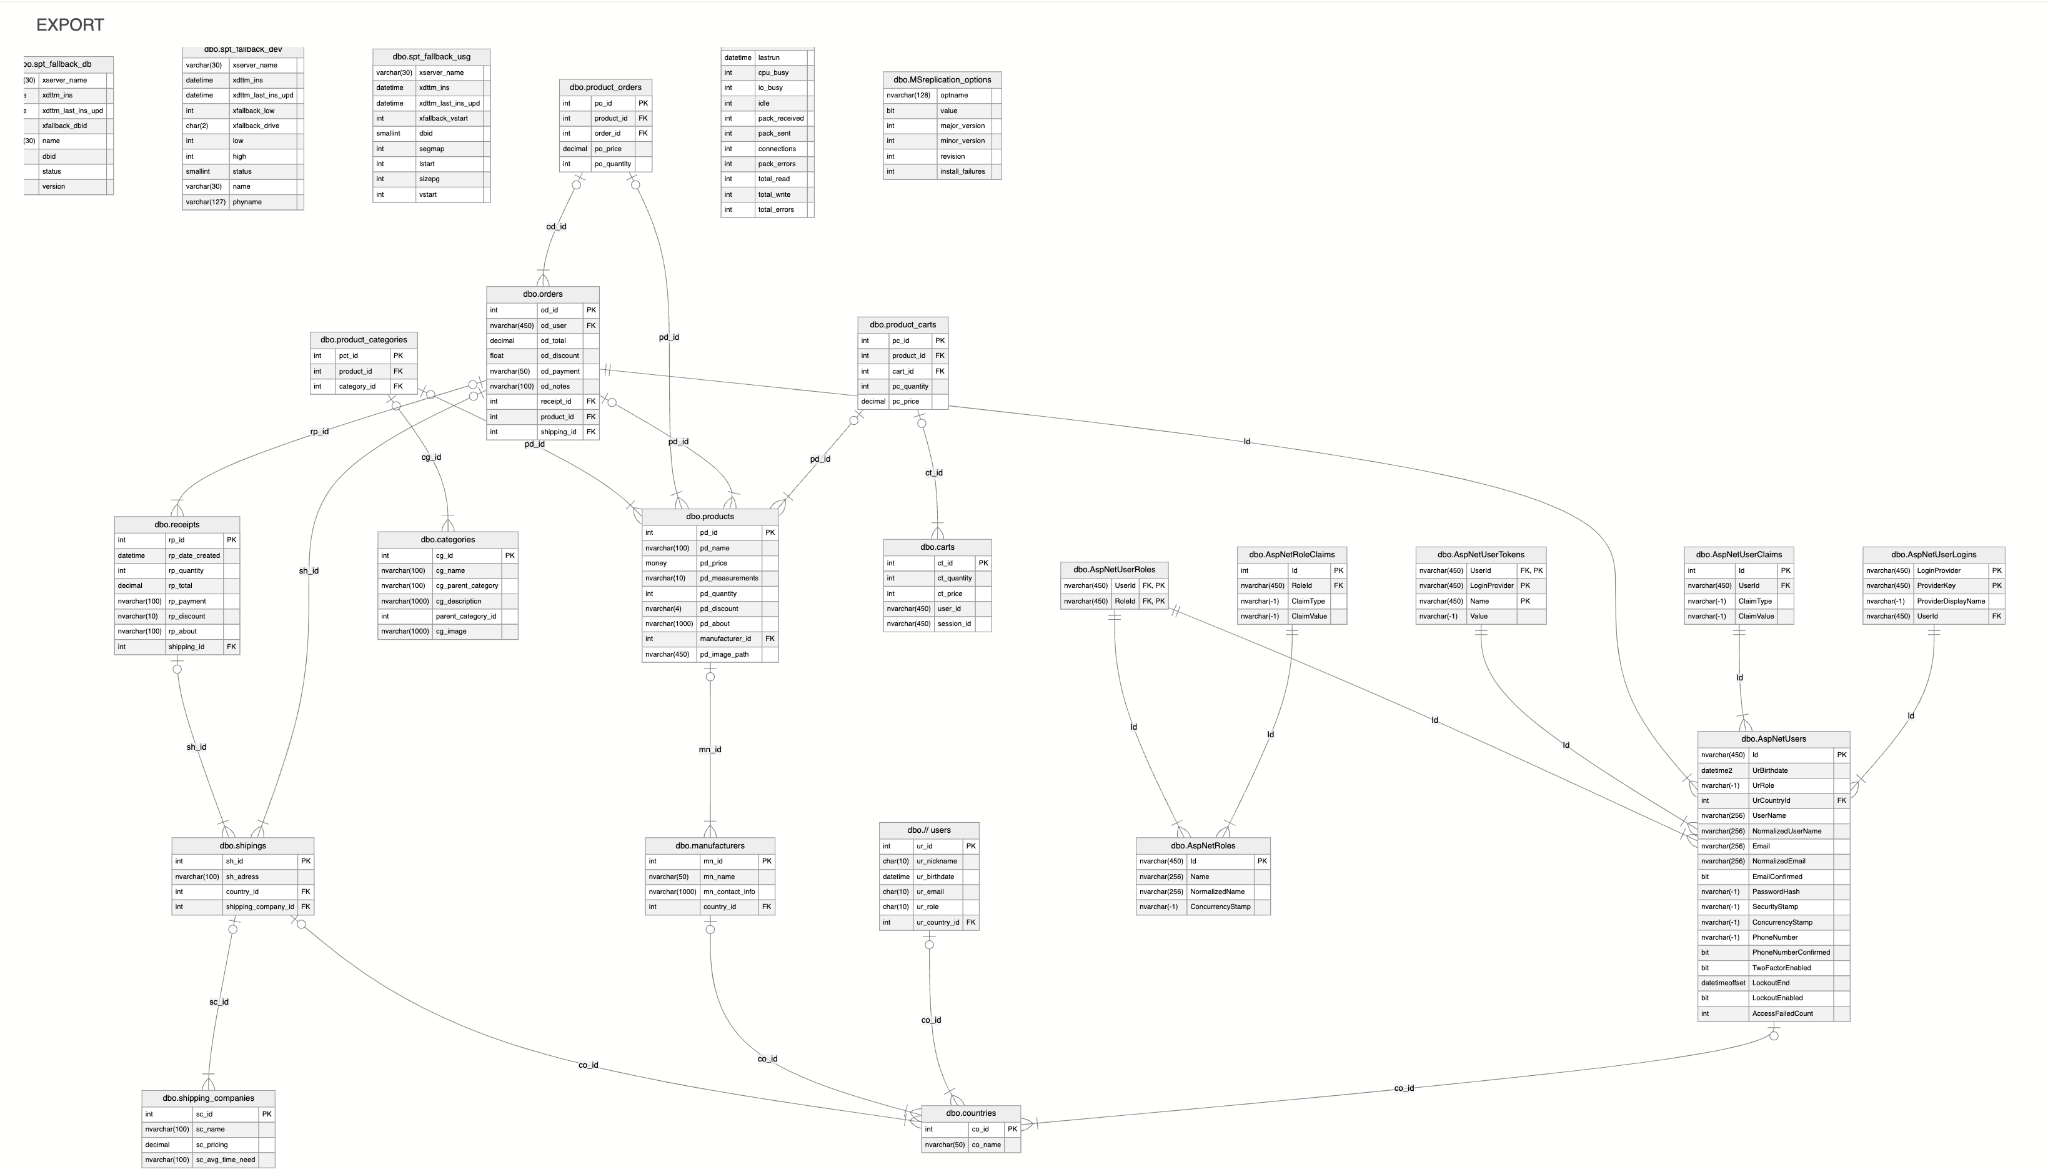 EXPORT
bo.spt_fallback_db
30) xserver_name
xdttm_ins
xdttm_last_ins_upd
xfallback_dbid
30) name
dbid
status
version
dbo.spt_fallback_dev
varchar(30) xserver_name
datetime xdttm_ins
datetime xdttm_last_ins_upd
int xfallback_low
char(2) xfallback_drive
int low
int high
smallint status
varchar(30) name
varchar(127) phyname
dbo.spt_fallback_usg
varchar(30) xserver_name
datetime xdttm_ins
datetime xdttm_last_ins_upd
int xfallback_vstart
smallint dbid
int segmap
int lstart
int sizepg
int vstart
dbo.product_orders
int po_id PK
int product_id FK
int order_id FK
decimal po_price
int po_quantity
datetime lastrun
int cpu_busy
int io_busy
int idle
int pack_received
int pack_sent
int connections
int pack_errors
int total_read
int total_write
int total_errors
dbo.MSreplication_options
nvarchar(128) optname
bit value
int major_version
int minor_version
int revision
int install_failures
od_id
pd_id
dbo.orders
int od_id PK
nvarchar(450) od_user FK
decimal od_total
float od_discount
nvarchar(50) od_payment
nvarchar(100) od_notes
int receipt_id FK
int product_id FK
int shipping_id FK
dbo.product_categories
int pct_id PK
int product_id FK
int category_id FK
dbo.product_carts
int pc_id PK
int product_id FK
int cart_id FK
int pc_quantity
decimal pc_price
rp_id
cg_id
pd_id
pd_id
pd_id
ct_id
Id
sh_id
dbo.receipts
int rp_id PK
datetime rp_date_created
int rp_quantity
decimal rp_total
nvarchar(100) rp_payment
nvarchar(10) rp_discount
nvarchar(100) rp_about
int shipping_id FK
dbo.categories
int cg_id PK
nvarchar(100) cg_name
nvarchar(100) cg_parent_category
nvarchar(1000) cg_description
int parent_category_id
nvarchar(1000) cg_image
dbo.products
int pd_id PK
nvarchar(100) pd_name
money pd_price
nvarchar(10) pd_measurements
int pd_quantity
nvarchar(4) pd_discount
nvarchar(1000) pd_about
int manufacturer_id FK
nvarchar(450) pd_image_path
dbo.carts
int ct_id PK
int ct_quantity
int ct_price
nvarchar(450) user_id
nvarchar(450) session_id
dbo.AspNetUserRoles
nvarchar(450) UserId FK, PK
nvarchar(450) RoleId FK, PK
dbo.AspNetRoleClaims
int Id PK
nvarchar(450) RoleId FK
nvarchar(-1) ClaimType
nvarchar(-1) ClaimValue
dbo.AspNetUserTokens
nvarchar(450) UserId FK, PK
nvarchar(450) LoginProvider PK
nvarchar(450) Name PK
nvarchar(-1) Value
dbo.AspNetUserClaims
int Id PK
nvarchar(450) UserId FK
nvarchar(-1) ClaimType
nvarchar(-1) ClaimValue
dbo.AspNetUserLogins
nvarchar(450) LoginProvider PK
nvarchar(450) ProviderKey PK
nvarchar(-1) ProviderDisplayName
nvarchar(450) UserId FK
sh_id
mn_id
Id
Id
Id
Id
Id
Id
dbo.shipings
int sh_id PK
nvarchar(100) sh_adress
int country_id FK
int shipping_company_id FK
dbo.manufacturers
int mn_id PK
nvarchar(50) mn_name
nvarchar(1000) mn_contact_info
int country_id FK
dbo.// users
int ur_id PK
char(10) ur_nickname
datetime ur_birthdate
char(10) ur_email
char(10) ur_role
int ur_country_id FK
dbo.AspNetRoles
nvarchar(450) Id PK
nvarchar(256) Name
nvarchar(256) NormalizedName
nvarchar(-1) ConcurrencyStamp
dbo.AspNetUsers
nvarchar(450) Id PK
datetime2 UrBirthdate
nvarchar(-1) UrRole
int UrCountryId FK
nvarchar(256) UserName
nvarchar(256) NormalizedUserName
nvarchar(256) Email
nvarchar(256) NormalizedEmail
bit EmailConfirmed
nvarchar(-1) PasswordHash
nvarchar(-1) SecurityStamp
nvarchar(-1) ConcurrencyStamp
nvarchar(-1) PhoneNumber
bit PhoneNumberConfirmed
bit TwoFactorEnabled
datetimeoffset LockoutEnd
bit LockoutEnabled
int AccessFailedCount
sc_id
co_id
co_id
co_id
co_id
dbo.shipping_companies
int sc_id PK
nvarchar(100) sc_name
decimal sc_pricing
nvarchar(100) sc_avg_time_need
dbo.countries
int co_id PK
nvarchar(50) co_name